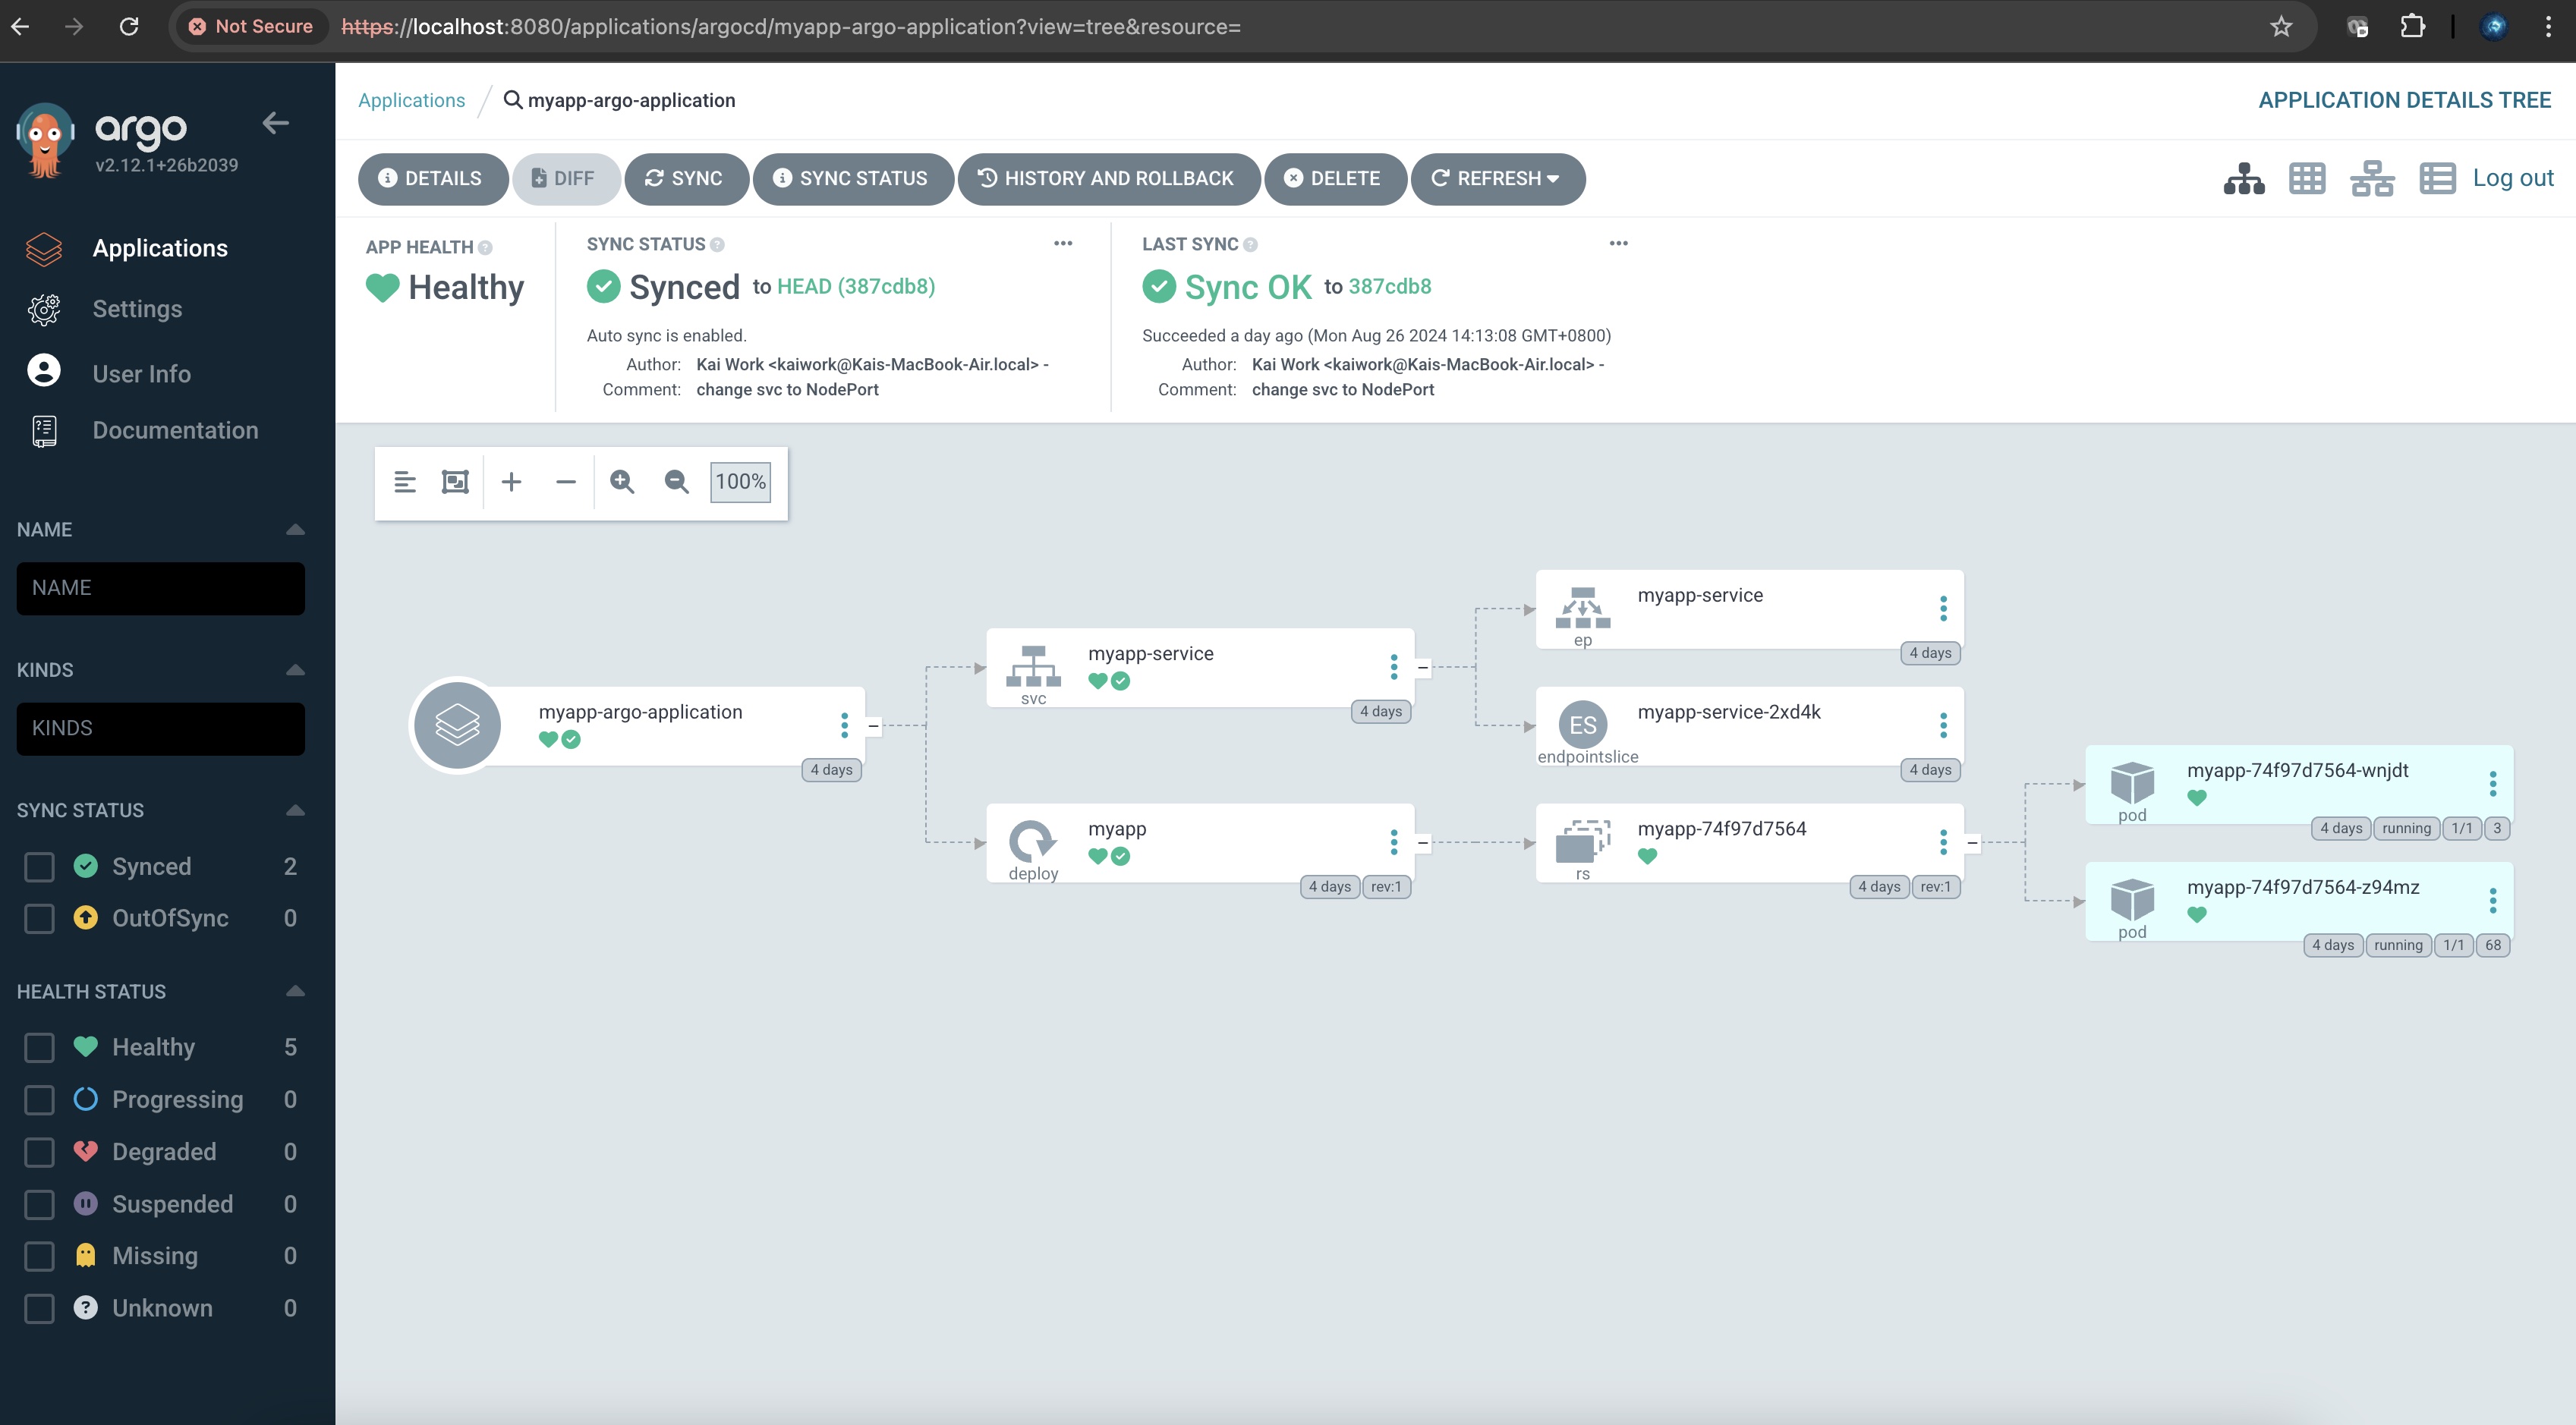 Not Secure https://localhost:8080/applications/argocd/myapp-argo-application?view=tree&resource=
argo
v2.12.1+26b2039
Applications
Settings
User Info
Documentation
NAME
NAME
KINDS
KINDS
SYNC STATUS
Synced 2
OutOfSync 0
HEALTH STATUS
Healthy 5
Progressing 0
Degraded 0
Suspended 0
Missing 0
Unknown 0
Applications / myapp-argo-application
APPLICATION DETAILS TREE
DETAILS DIFF SYNC SYNC STATUS HISTORY AND ROLLBACK DELETE REFRESH
Log out
APP HEALTH
Healthy
SYNC STATUS
Synced to HEAD (387cdb8)
Auto sync is enabled.
Author: Kai Work <kaiwork@Kais-MacBook-Air.local> -
Comment: change svc to NodePort
LAST SYNC
Sync OK to 387cdb8
Succeeded a day ago (Mon Aug 26 2024 14:13:08 GMT+0800)
Author: Kai Work <kaiwork@Kais-MacBook-Air.local> -
Comment: change svc to NodePort
100%
myapp-argo-application
4 days
myapp-service
svc
4 days
myapp
deploy
4 days rev:1
myapp-service
ep
4 days
ES
myapp-service-2xd4k
endpointslice
4 days
myapp-74f97d7564
rs
4 days rev:1
myapp-74f97d7564-wnjdt
pod
4 days running 1/1 3
myapp-74f97d7564-z94mz
pod
4 days running 1/1 68